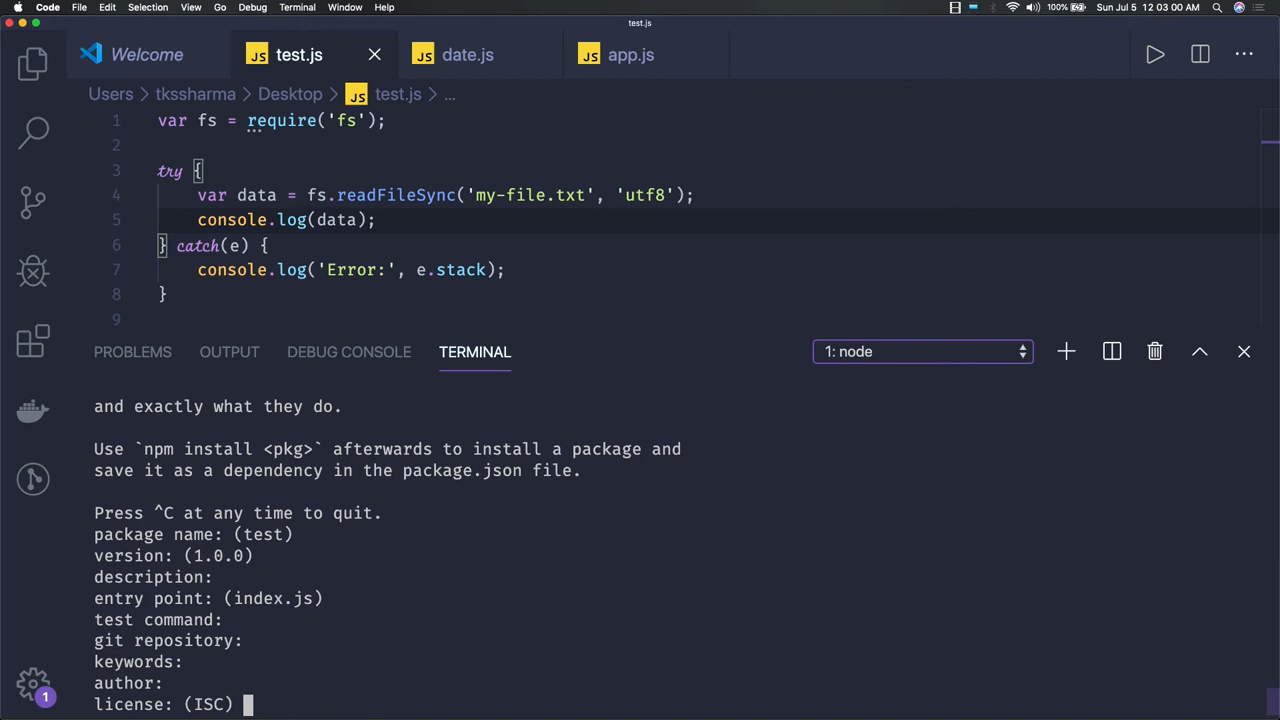 Code File Edit Selection View Go Debug Terminal Window Help 100% Sun Jul 5 12:03:00 AM
test.js
Welcome JS test.js JS date.js JS app.js
Users > tkssharma > Desktop > JS test.js > ...
1 var fs = require('fs');
2
3 try {
4 var data = fs.readFileSync('my-file.txt', 'utf8');
5 console.log(data);
6 } catch(e) {
7 console.log('Error:', e.stack);
8 }
9
PROBLEMS OUTPUT DEBUG CONSOLE TERMINAL 1: node
and exactly what they do.
Use `npm install <pkg>` afterwards to install a package and
save it as a dependency in the package.json file.
Press ^C at any time to quit.
package name: (test)
version: (1.0.0)
description:
entry point: (index.js)
test command:
git repository:
keywords:
author:
license: (ISC)
1